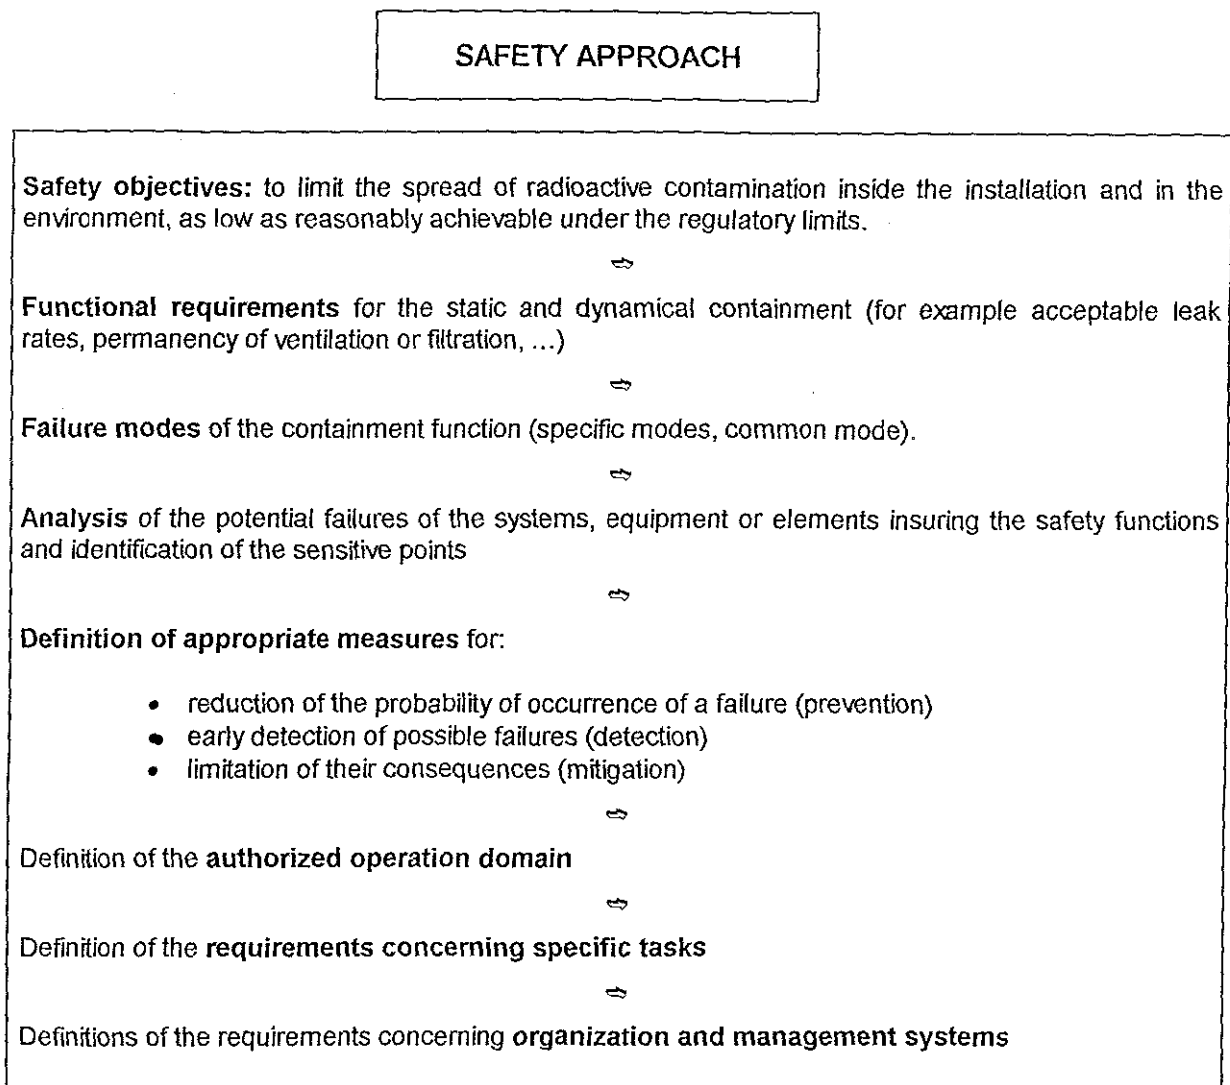 SAFETY APPROACH
Safety objectives: to limit the spread of radioactive contamination inside the installation and in the
environment, as low as reasonably achievable under the regulatory limits.
⇨
Functional requirements for the static and dynamical containment (for example acceptable leak
rates, permanency of ventilation or filtration, ...)
⇨
Failure modes of the containment function (specific modes, common mode).
⇨
Analysis of the potential failures of the systems, equipment or elements insuring the safety functions
and identification of the sensitive points
⇨
Definition of appropriate measures for:
• reduction of the probability of occurrence of a failure (prevention)
• early detection of possible failures (detection)
• limitation of their consequences (mitigation)
⇨
Definition of the authorized operation domain
⇨
Definition of the requirements concerning specific tasks
⇨
Definitions of the requirements concerning organization and management systems